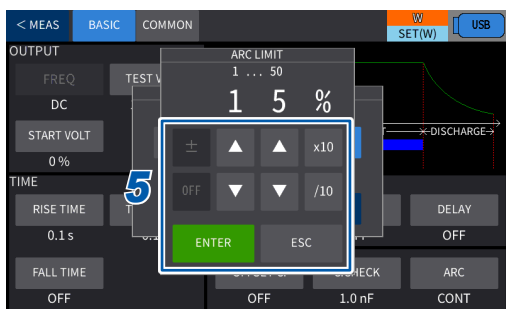 < MEAS BASIC COMMON W SET(W) USB
OUTPUT
ARC LIMIT
1 ... 50
1 5 %
FREQ TEST V
DC
START VOLT
0 %
± x10
OFF /10
ENTER ESC
5
DISCHARGE
TIME
RISE TIME DELAY
0.1 s OFF
FALL TIME ARC
OFF OFF 1.0 nF CONT